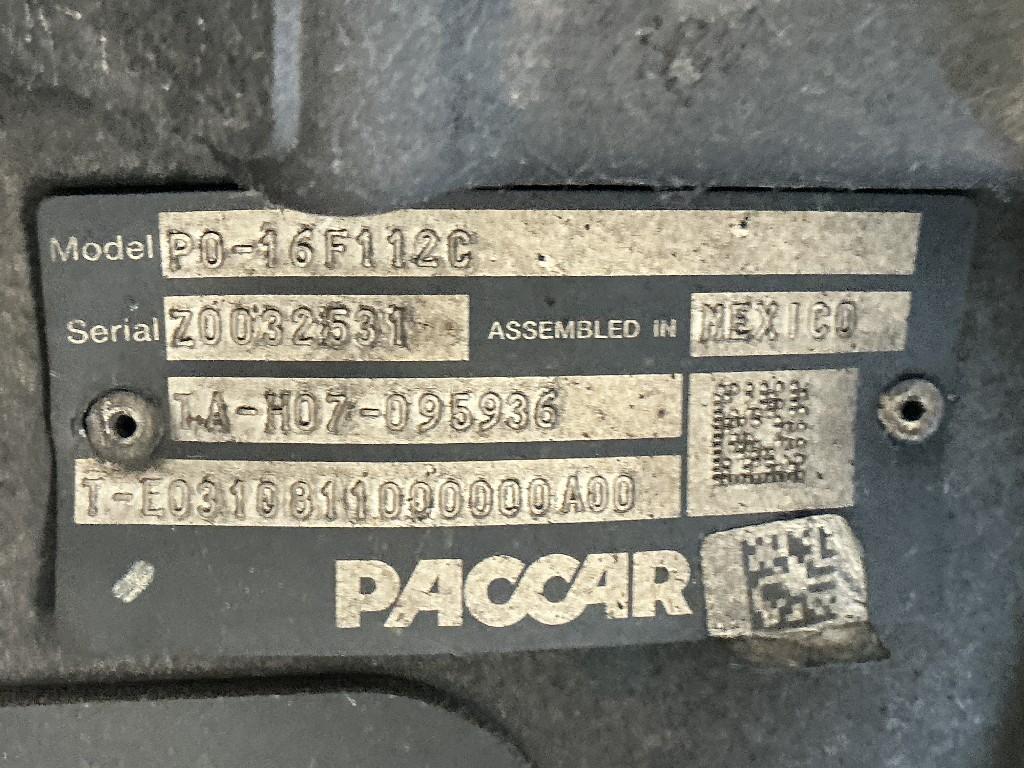 Model PO-16F112C
Serial Z0032531 ASSEMBLED IN MEXICO
TA-H07-095936
T-E0310811000000A00
PACCAR